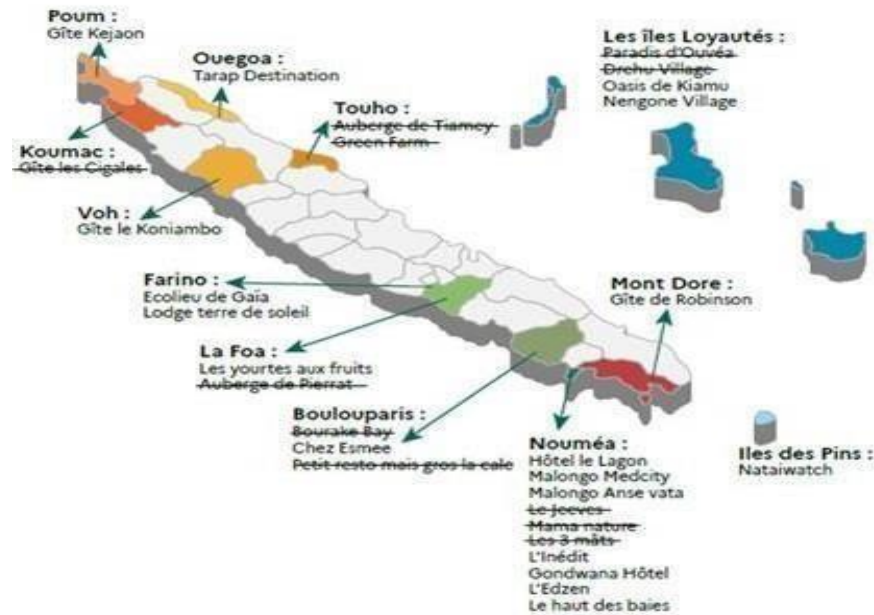 Poum :
Gîte Kejaon
Ouegoa :
Tarap Destination
Les îles Loyautés :
Paradis d'Ouvéa
Drehu Village
Oasis de Kiamu
Nengone Village
Touho :
Auberge de Tiamey
Green Farm
Koumac :
Gîte les Cigales
Voh :
Gîte le Koniambo
Farino :
Ecolieu de Gaïa
Lodge terre de soleil
Mont Dore :
Gîte de Robinson
La Foa :
Les yourtes aux fruits
Auberge de Pierrat
Boulouparis :
Bourake Bay
Chez Esmee
Petit resto mais gros la cale
Nouméa :
Hôtel le Lagon
Malongo Medcity
Malongo Anse vata
Le Jeeves
Mama nature
Les 3 mâts
L'Inédit
Gondwana Hôtel
L'Edzen
Le haut des baies
Iles des Pins :
Nataiwatch